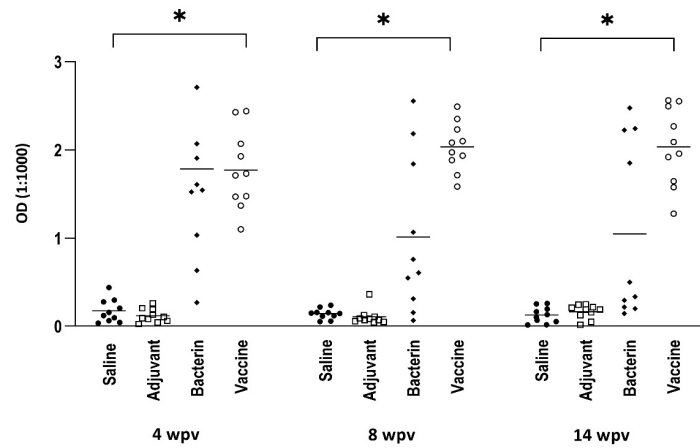 * * *
3
2
1
0
OD (1:1000)
Saline Adjuvant Bacterin Vaccine Saline Adjuvant Bacterin Vaccine Saline Adjuvant Bacterin Vaccine
4 wpv 8 wpv 14 wpv